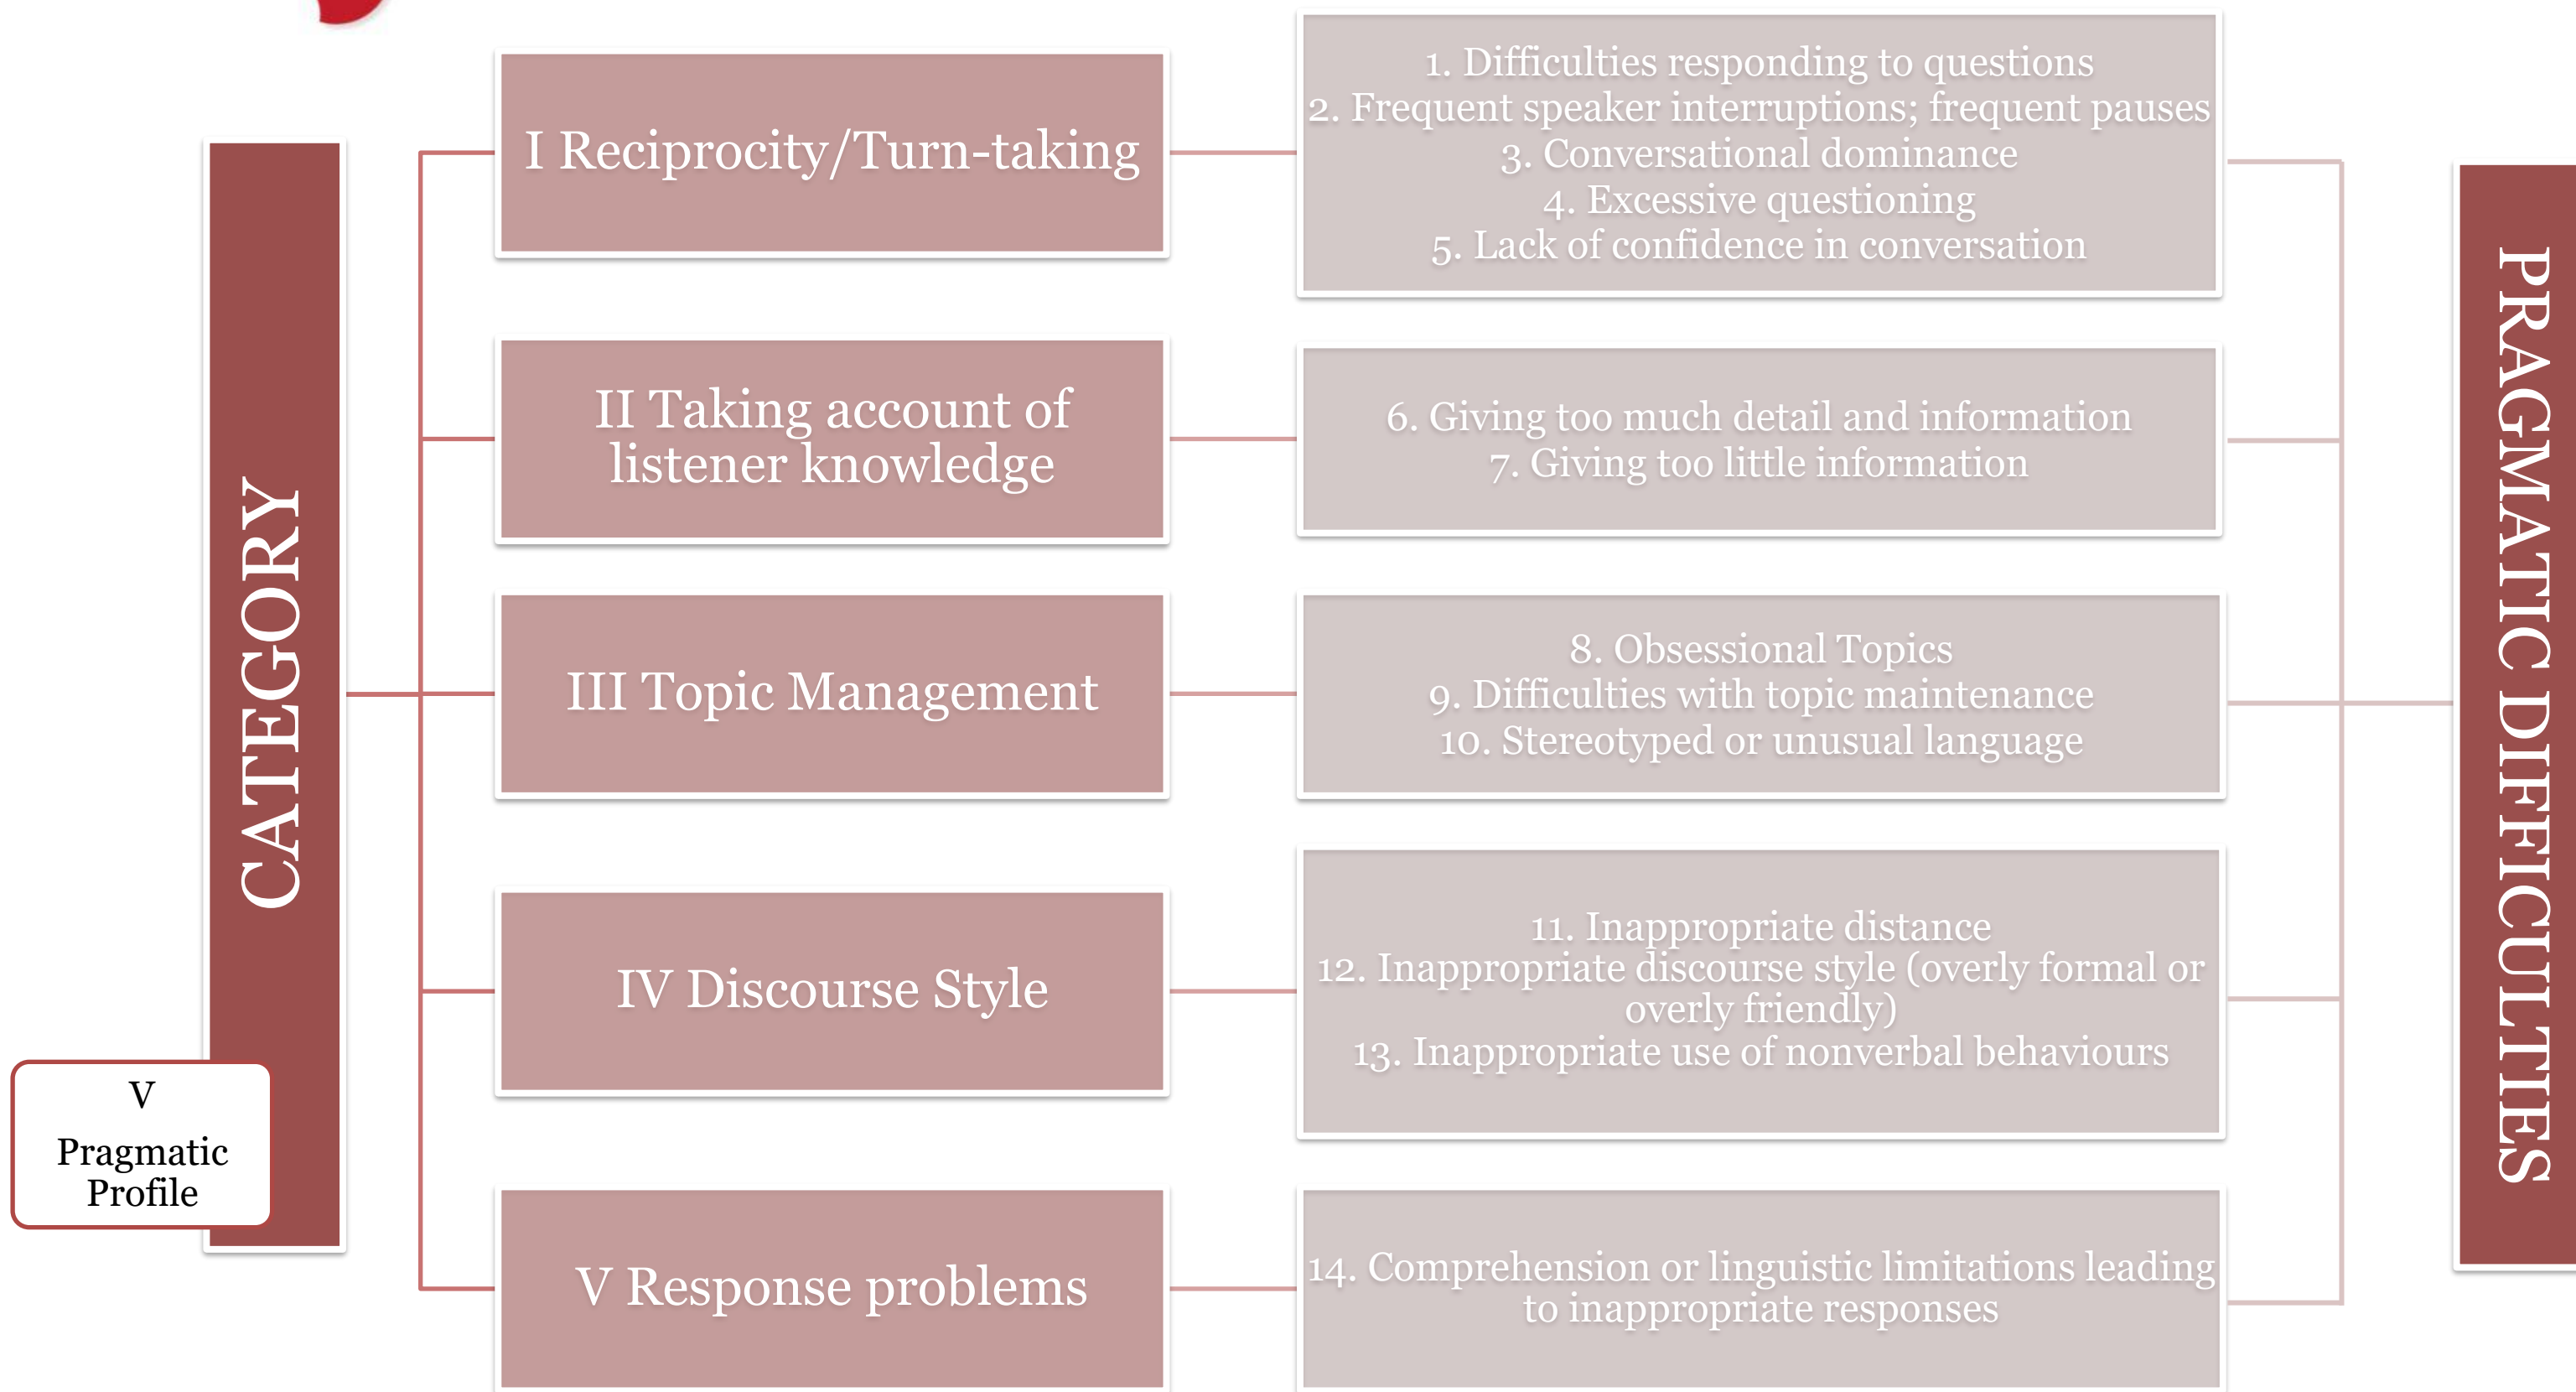 CATEGORY
V
Pragmatic
Profile
I Reciprocity/Turn-taking
1. Difficulties responding to questions
2. Frequent speaker interruptions; frequent pauses
3. Conversational dominance
4. Excessive questioning
5. Lack of confidence in conversation
II Taking account of
listener knowledge
6. Giving too much detail and information
7. Giving too little information
III Topic Management
8. Obsessional Topics
9. Difficulties with topic maintenance
10. Stereotyped or unusual language
IV Discourse Style
11. Inappropriate distance
12. Inappropriate discourse style (overly formal or
overly friendly)
13. Inappropriate use of nonverbal behaviours
V Response problems
14. Comprehension or linguistic limitations leading
to inappropriate responses
PRAGMATIC DIFFICULTIES